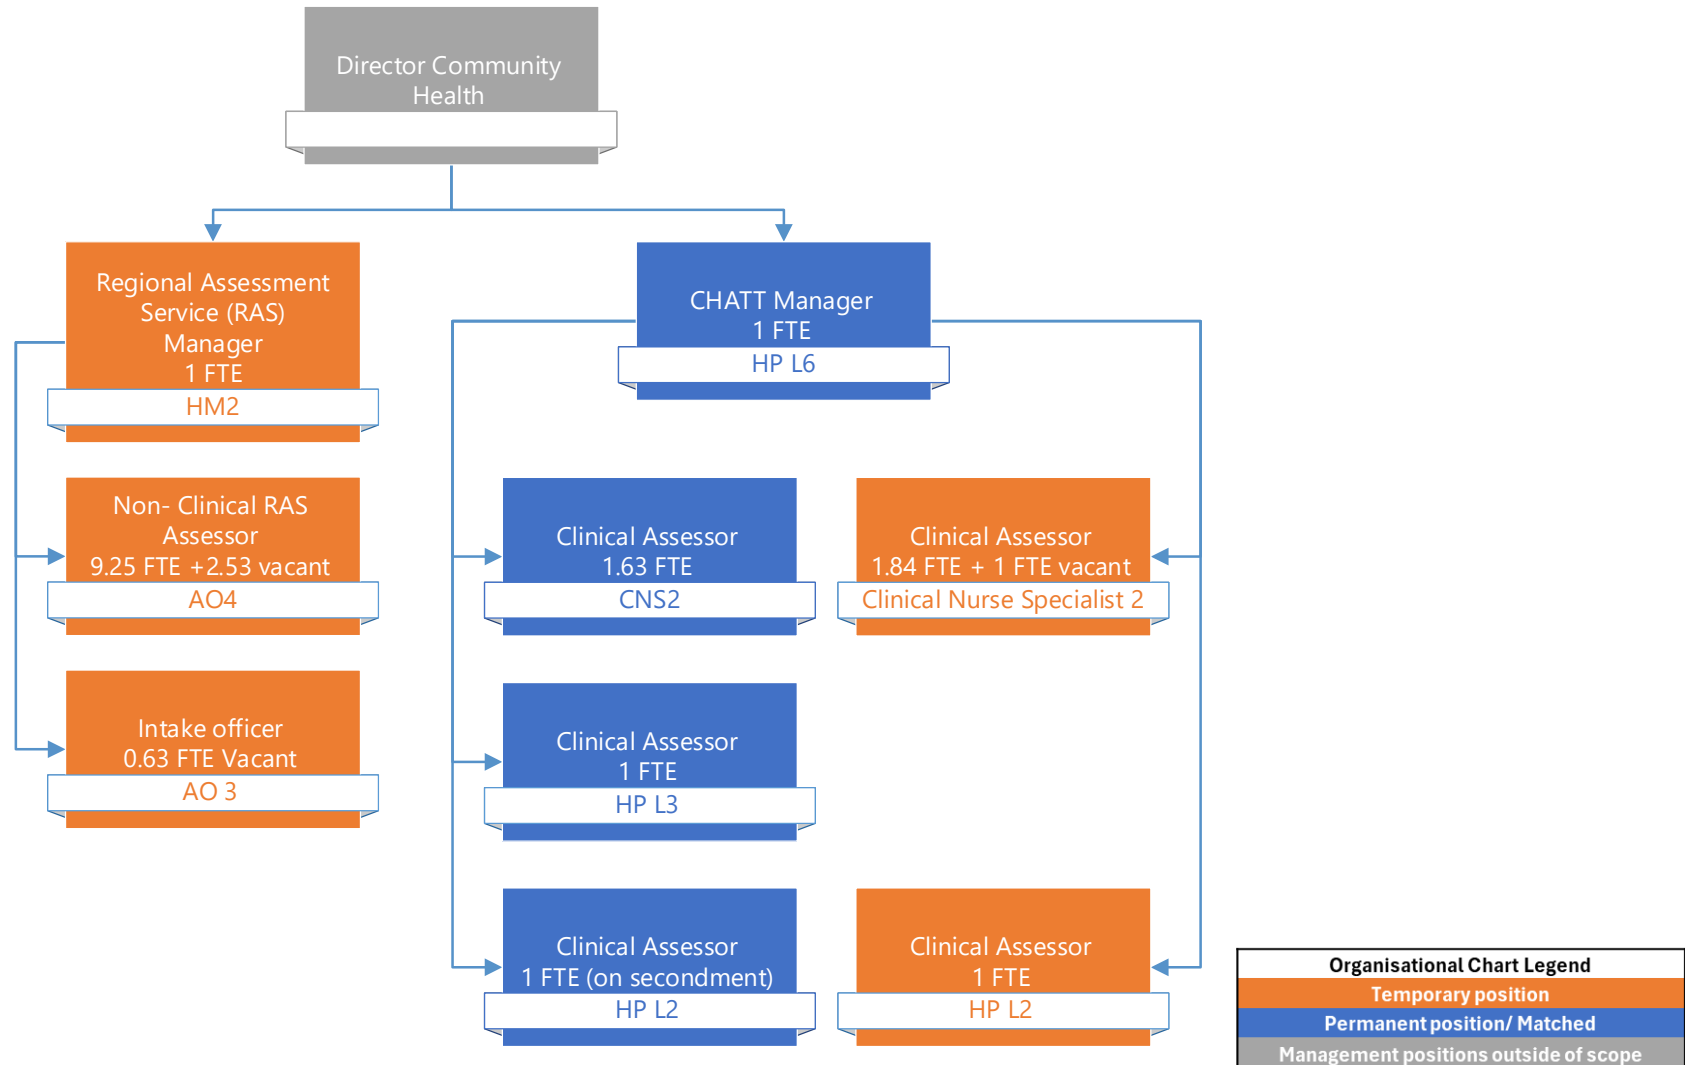 Director Community
Health
Regional Assessment
Service (RAS)
Manager
1 FTE
HM2
CHATT Manager
1 FTE
HP L6
Non- Clinical RAS
Assessor
9.25 FTE +2.53 vacant
AO4
Clinical Assessor
1.63 FTE
CNS2
Clinical Assessor
1.84 FTE + 1 FTE vacant
Clinical Nurse Specialist 2
Intake officer
0.63 FTE Vacant
AO 3
Clinical Assessor
1 FTE
HP L3
Clinical Assessor
1 FTE (on secondment)
HP L2
Clinical Assessor
1 FTE
HP L2
Organisational Chart Legend
Temporary position
Permanent position/ Matched
Management positions outside of scope